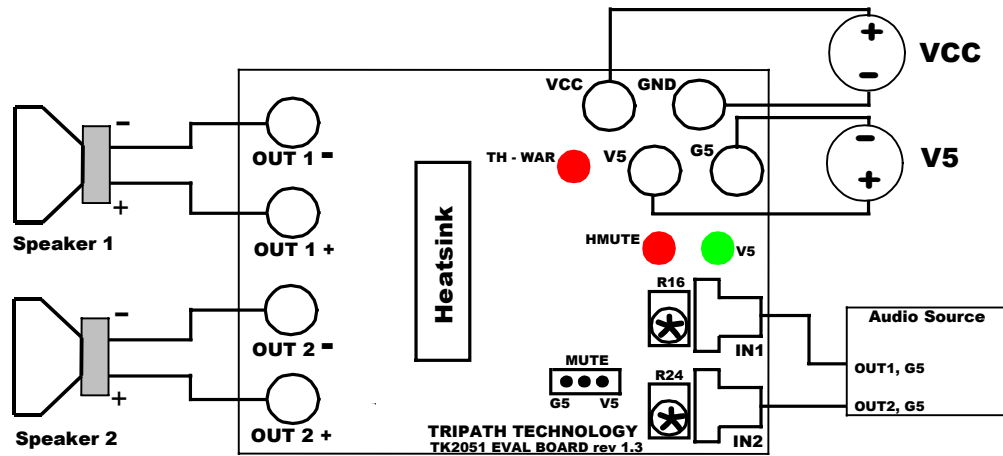 VCC
GND
+
-
VCC
-
OUT 1 -
TH - WAR
V5
G5
-
+
V5
+
Speaker 1
OUT 1 +
HMUTE
V5
Heatsink
R16
IN1
Audio Source
OUT1, G5
-
OUT 2 -
MUTE
G5 V5
R24
OUT2, G5
+
Speaker 2
OUT 2 +
IN2
TRIPATH TECHNOLOGY
TK2051 EVAL BOARD rev 1.3